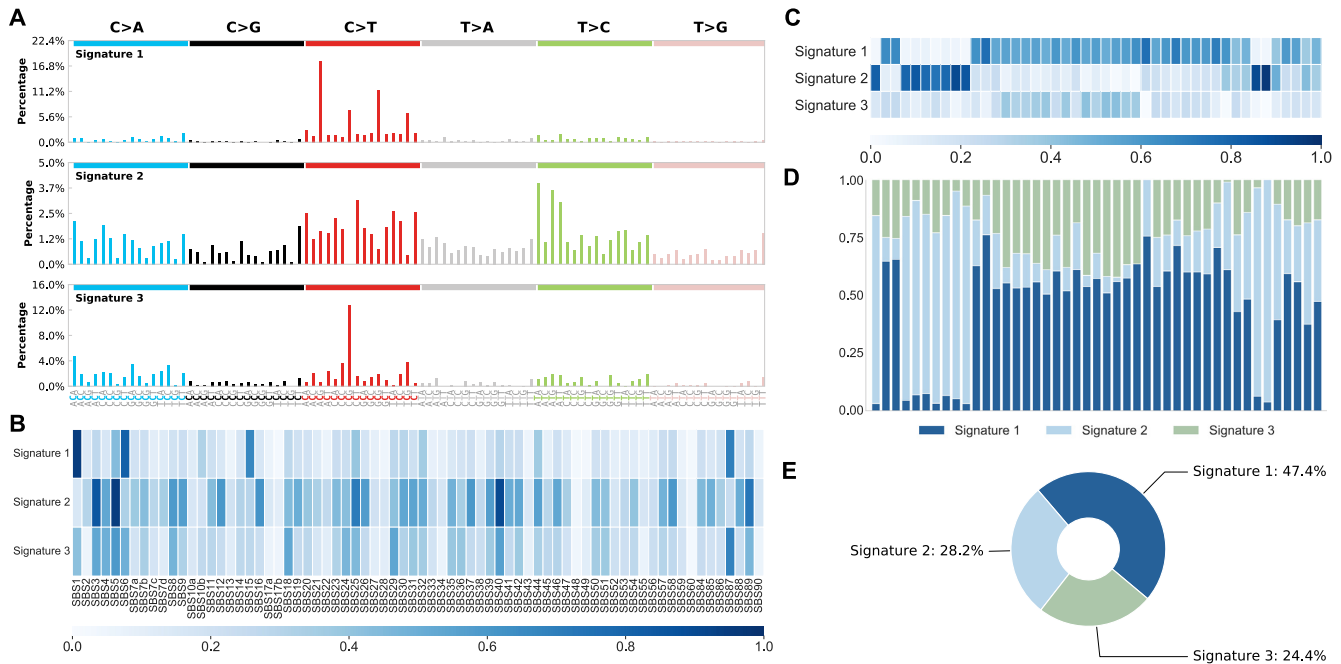 A
C>A C>G C>T T>A T>C T>G
22.4%
16.8%
11.2%
5.6%
0.0%
Percentage
Signature 1
5.0%
3.7%
2.5%
1.2%
0.0%
Percentage
Signature 2
16.0%
12.0%
8.0%
4.0%
0.0%
Percentage
Signature 3
B
Signature 1
Signature 2
Signature 3
SBS1 SBS2 SBS3 SBS4 SBS5 SBS6 SBS7a SBS7b SBS7c SBS7d SBS8 SBS9 SBS10a SBS10b SBS11 SBS12 SBS13 SBS14 SBS15 SBS16 SBS17a SBS17b SBS18 SBS19 SBS20 SBS21 SBS22 SBS23 SBS24 SBS25 SBS26 SBS27 SBS28 SBS29 SBS30 SBS31 SBS32 SBS33 SBS34 SBS35 SBS36 SBS37 SBS38 SBS39 SBS40 SBS41 SBS42 SBS43 SBS44 SBS45 SBS46 SBS47 SBS48 SBS49 SBS50 SBS51 SBS52 SBS53 SBS54 SBS55 SBS56 SBS57 SBS58 SBS59 SBS60 SBS84 SBS85 SBS86 SBS87 SBS88 SBS89 SBS90
0.0 0.2 0.4 0.6 0.8 1.0
C
Signature 1
Signature 2
Signature 3
0.0 0.2 0.4 0.6 0.8 1.0
D
1.00
0.75
0.50
0.25
0.00
Signature 1 Signature 2 Signature 3
E
Signature 1: 47.4%
Signature 2: 28.2%
Signature 3: 24.4%